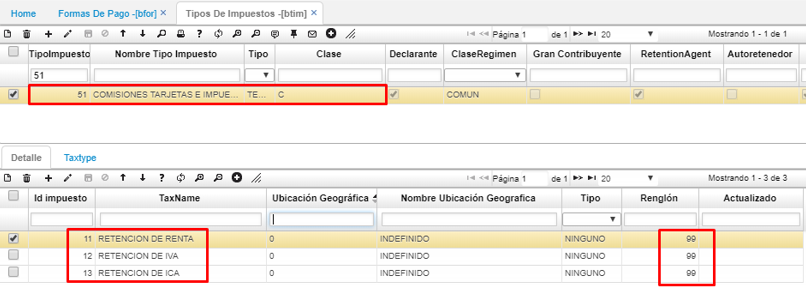 Home Formas De Pago -[bfor] × Tipos De Impuestos -[btim] ×
Página 1 de 1 20 Mostrando 1 - 1 de 1
TipoImpuesto Nombre Tipo Impuesto Tipo Clase Declarante ClaseRegimen Gran Contribuyente RetentionAgent Autoretenedor
51
51 COMISIONES TARJETAS E IMPUE... TE... C COMUN
Detalle Taxtype
Página 1 de 1 20 Mostrando 1 - 3 de 3
Id impuesto TaxName Ubicación Geográfica Nombre Ubicación Geografica Tipo Renglón Actualizado
11 RETENCION DE RENTA 0 INDEFINIDO NINGUNO 99
12 RETENCION DE IVA 0 INDEFINIDO NINGUNO 99
13 RETENCION DE ICA 0 INDEFINIDO NINGUNO 99